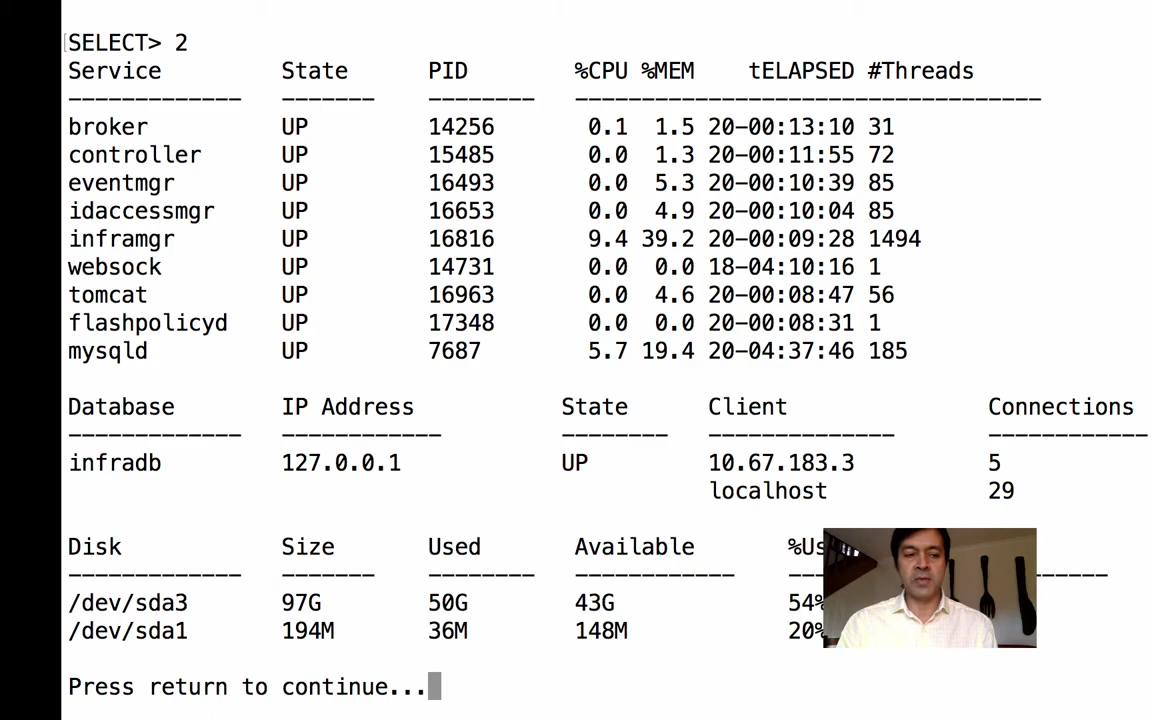 SELECT> 2
Service State PID %CPU %MEM tELAPSED #Threads
------------- ------- -------- -----------------------------------
broker UP 14256 0.1 1.5 20-00:13:10 31
controller UP 15485 0.0 1.3 20-00:11:55 72
eventmgr UP 16493 0.0 5.3 20-00:10:39 85
idaccessmgr UP 16653 0.0 4.9 20-00:10:04 85
inframgr UP 16816 9.4 39.2 20-00:09:28 1494
websock UP 14731 0.0 0.0 18-04:10:16 1
tomcat UP 16963 0.0 4.6 20-00:08:47 56
flashpolicyd UP 17348 0.0 0.0 20-00:08:31 1
mysqld UP 7687 5.7 19.4 20-04:37:46 185
Database IP Address State Client Connections
------------- ------------ -------- -------------- ------------
infradb 127.0.0.1 UP 10.67.183.3 5
localhost 29
Disk Size Used Available
------------- ------- -------- ------------
/dev/sda3 97G 50G 43G 54%
/dev/sda1 194M 36M 148M 20%
Press return to continue...